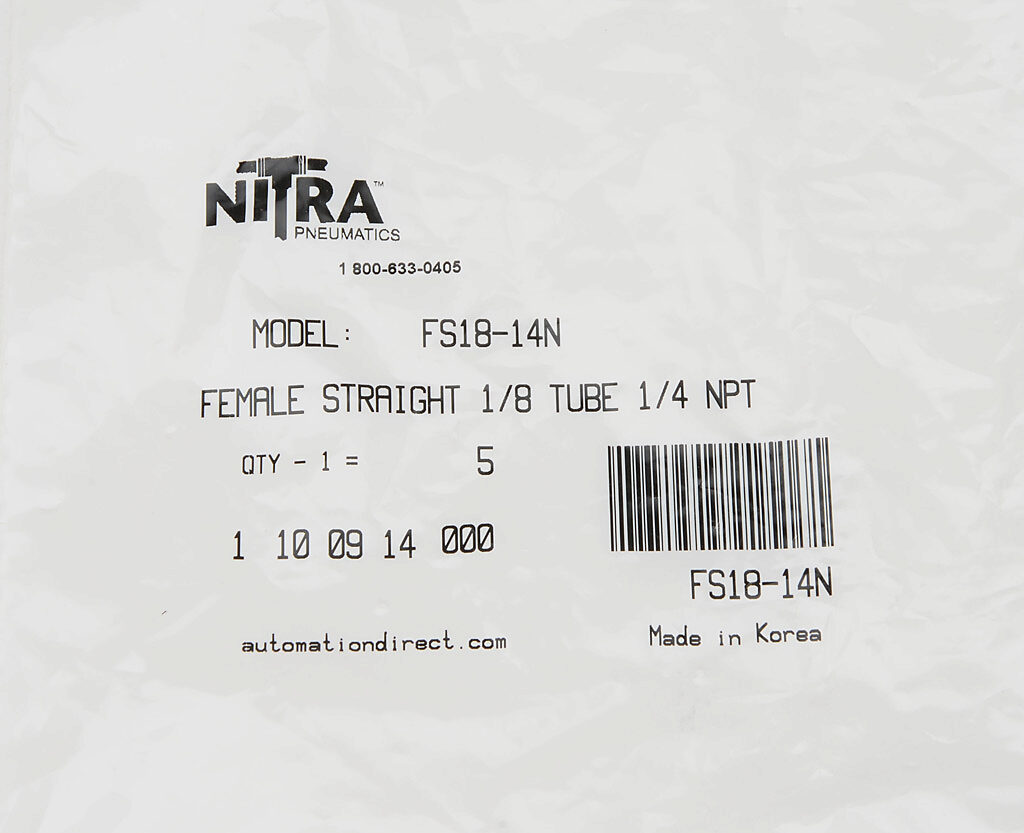 NITRA™
PNEUMATICS
1 800-633-0405
MODEL: FS18-14N
FEMALE STRAIGHT 1/8 TUBE 1/4 NPT
QTY - 1 = 5
1 10 09 14 000
FS18-14N
automationdirect.com
Made in Korea